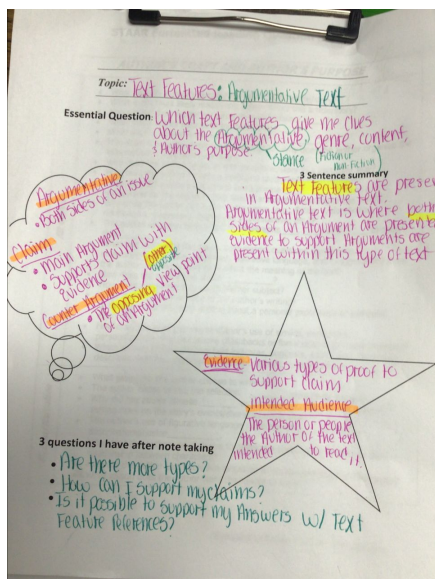 Topic: Text Features: Argumentative Text
Essential Question: Which text features give me clues
about the Argumentative genre, content,
& Authors purpose.
Stance
(Fiction or
Non Fiction)
3 Sentence summary
Text Features are presen
in Argumentative text.
Argumentative text is where both
sides of an Argument are presente
evidence to support Arguments are
present within this type of text
Argumentative
• Both sides of an issue
Claim
• Main Argument
• Supports claim with
Evidence
Counter Argument
other
opposite
• The opposing view point
of an argument
Evidence - Various types of proof to
support claim
Intended Audience
The person or people
the Author of the text
intended to read it.
3 questions I have after note taking
• Are there more types?
• How can I support my claims?
• Is it possible to support my Answers w/ Text
Feature References?